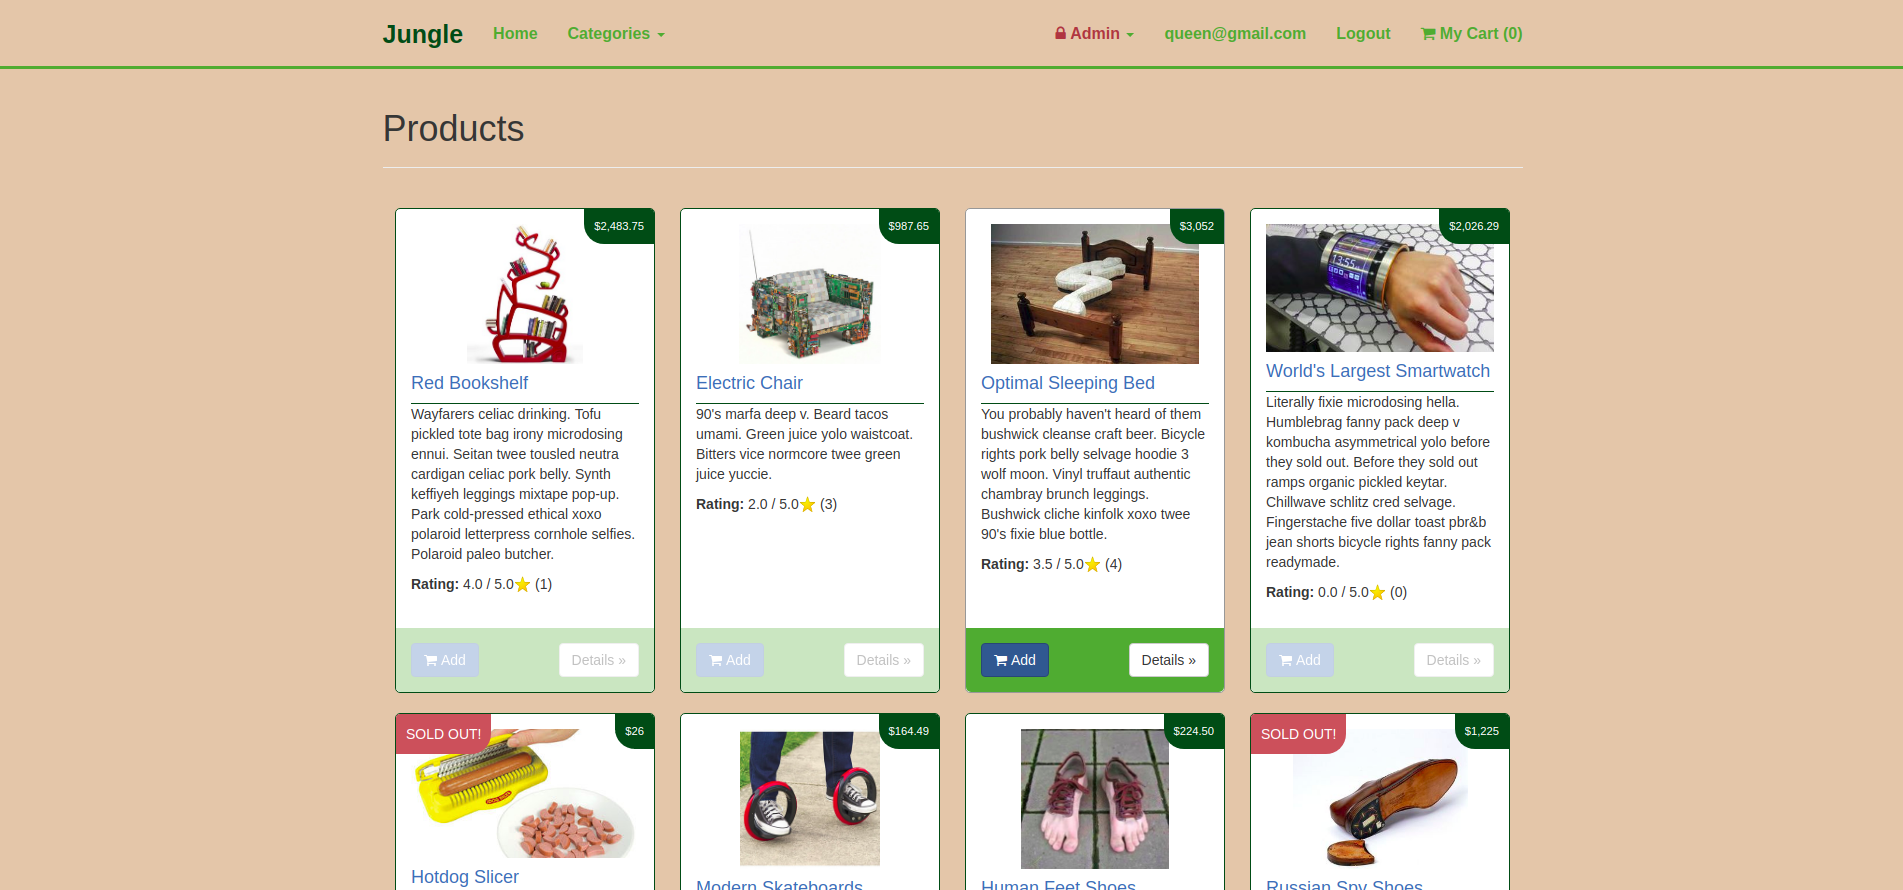 Jungle Home Categories Admin queen@gmail.com Logout My Cart (0)
Products
$2,483.75
Red Bookshelf
Wayfarers celiac drinking. Tofu
pickled tote bag irony microdosing
ennui. Seitan twee tousled neutra
cardigan celiac pork belly. Synth
keffiyeh leggings mixtape pop-up.
Park cold-pressed ethical xoxo
polaroid letterpress cornhole selfies.
Polaroid paleo butcher.
Rating: 4.0 / 5.0 (1)
Add Details »
$987.65
Electric Chair
90's marfa deep v. Beard tacos
umami. Green juice yolo waistcoat.
Bitters vice normcore twee green
juice yuccie.
Rating: 2.0 / 5.0 (3)
Add Details »
$3,052
Optimal Sleeping Bed
You probably haven't heard of them
bushwick cleanse craft beer. Bicycle
rights pork belly selvage hoodie 3
wolf moon. Vinyl truffaut authentic
chambray brunch leggings.
Bushwick cliche kinfolk xoxo twee
90's fixie blue bottle.
Rating: 3.5 / 5.0 (4)
Add Details »
$2,026.29
13:55
World's Largest Smartwatch
Literally fixie microdosing hella.
Humblebrag fanny pack deep v
kombucha asymmetrical yolo before
they sold out. Before they sold out
ramps organic pickled keytar.
Chillwave schlitz cred selvage.
Fingerstache five dollar toast pbr&b
jean shorts bicycle rights fanny pack
readymade.
Rating: 0.0 / 5.0 (0)
Add Details »
SOLD OUT! $26
Hotdog Slicer
$164.49
Modern Skateboards
$224.50
Human Feet Shoes
SOLD OUT! $1,225
Russian Spy Shoes